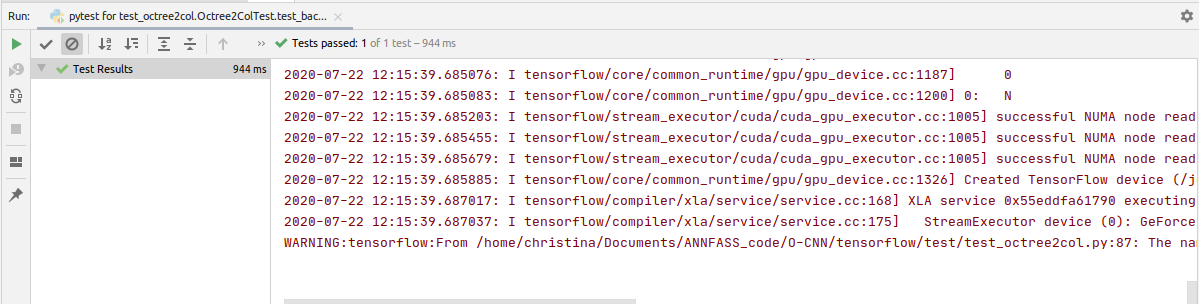 Run: pytest for test_octree2col.Octree2ColTest.test_bac...
Tests passed: 1 of 1 test – 944 ms
Test Results 944 ms
2020-07-22 12:15:39.685076: I tensorflow/core/common_runtime/gpu/gpu_device.cc:1187]      0
2020-07-22 12:15:39.685083: I tensorflow/core/common_runtime/gpu/gpu_device.cc:1200] 0:   N
2020-07-22 12:15:39.685203: I tensorflow/stream_executor/cuda/cuda_gpu_executor.cc:1005] successful NUMA node read
2020-07-22 12:15:39.685455: I tensorflow/stream_executor/cuda/cuda_gpu_executor.cc:1005] successful NUMA node read
2020-07-22 12:15:39.685679: I tensorflow/stream_executor/cuda/cuda_gpu_executor.cc:1005] successful NUMA node read
2020-07-22 12:15:39.685885: I tensorflow/core/common_runtime/gpu/gpu_device.cc:1326] Created TensorFlow device (/j
2020-07-22 12:15:39.687017: I tensorflow/compiler/xla/service/service.cc:168] XLA service 0x55eddfa61790 executing
2020-07-22 12:15:39.687037: I tensorflow/compiler/xla/service/service.cc:175]   StreamExecutor device (0): GeForce
WARNING:tensorflow:From /home/christina/Documents/ANNFASS_code/O-CNN/tensorflow/test/test_octree2col.py:87: The na